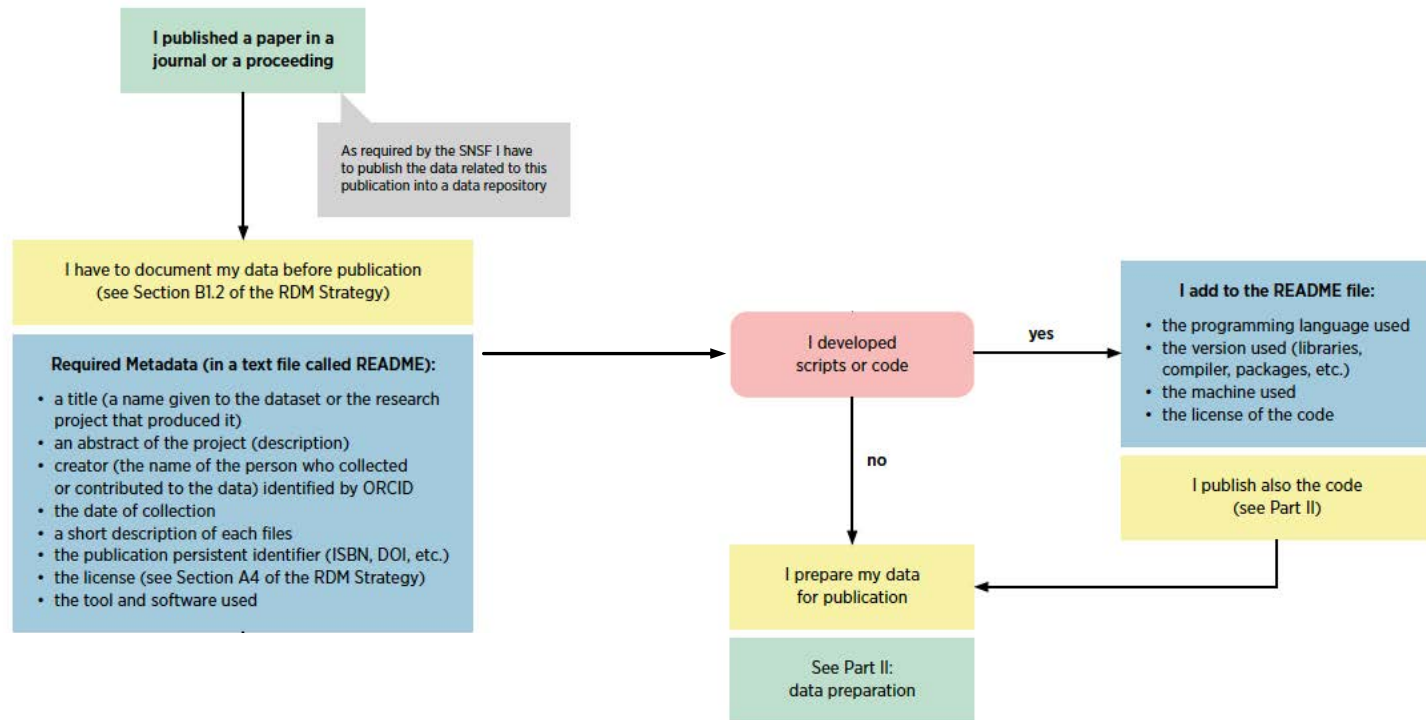 I published a paper in a
journal or a proceeding
As required by the SNSF I have
to publish the data related to this
publication into a data repository
I have to document my data before publication
(see Section B1.2 of the RDM Strategy)
Required Metadata (in a text file called README):
• a title (a name given to the dataset or the research
project that produced it)
• an abstract of the project (description)
• creator (the name of the person who collected
or contributed to the data) identified by ORCID
• the date of collection
• a short description of each files
• the publication persistent identifier (ISBN, DOI, etc.)
• the license (see Section A4 of the RDM Strategy)
• the tool and software used
I developed
scripts or code
yes
I add to the README file:
• the programming language used
• the version used (libraries,
compiler, packages, etc.)
• the machine used
• the license of the code
I publish also the code
(see Part II)
no
I prepare my data
for publication
See Part II:
data preparation